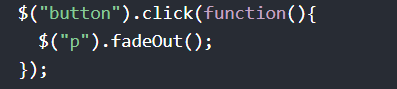 $("button").click(function(){
  $("p").fadeOut();
});